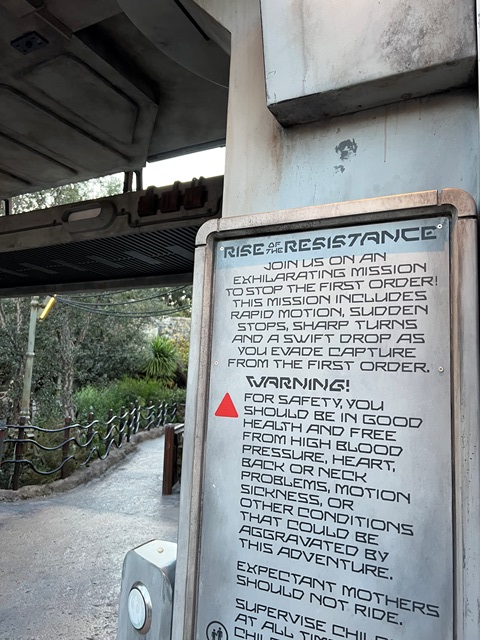 RISE OF THE RESISTANCE
JOIN US ON AN
EXHILARATING MISSION
TO STOP THE FIRST ORDER!
THIS MISSION INCLUDES
RAPID MOTION, SUDDEN
STOPS, SHARP TURNS
AND A SWIFT DROP AS
YOU EVADE CAPTURE
FROM THE FIRST ORDER.
WARNING!
FOR SAFETY, YOU
SHOULD BE IN GOOD
HEALTH AND FREE
FROM HIGH BLOOD
PRESSURE, HEART,
BACK OR NECK
PROBLEMS, MOTION
SICKNESS, OR
OTHER CONDITIONS
THAT COULD BE
AGGRAVATED BY
THIS ADVENTURE.
EXPECTANT MOTHERS
SHOULD NOT RIDE.
SUPERVISE
AT ALL